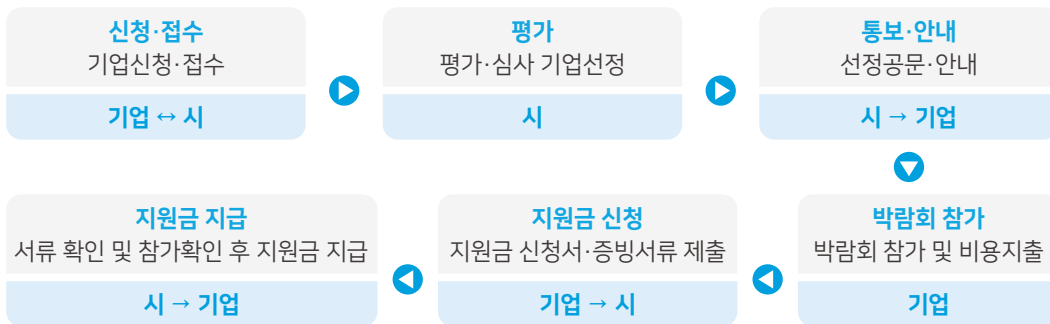 신청·접수
기업신청·접수
기업 ↔ 시
평가
평가·심사 기업선정
시
통보·안내
선정공문·안내
시 → 기업
박람회 참가
박람회 참가 및 비용지출
기업
지원금 신청
지원금 신청서·증빙서류 제출
기업 → 시
지원금 지급
서류 확인 및 참가확인 후 지원금 지급
시 → 기업